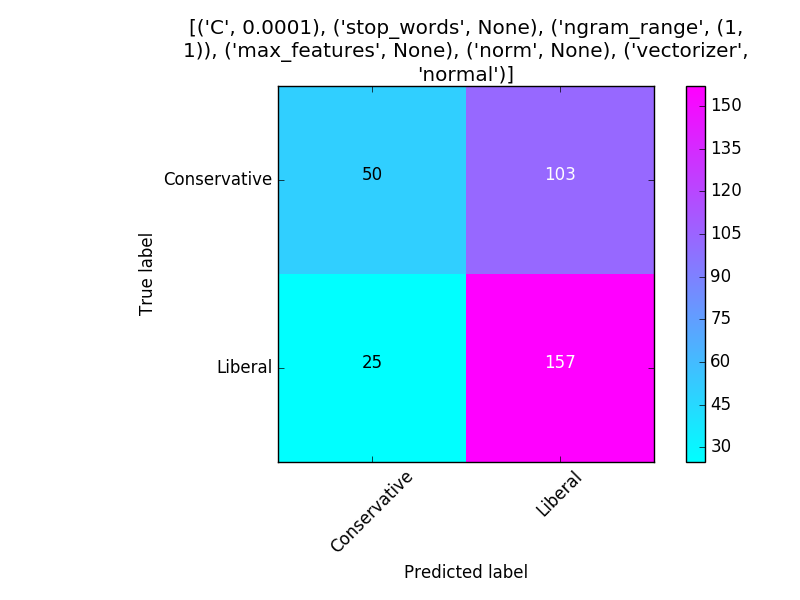 [('C', 0.0001), ('stop_words', None), ('ngram_range', (1,
1)), ('max_features', None), ('norm', None), ('vectorizer',
'normal')]
True label
Conservative
50
103
Liberal
25
157
Conservative
Liberal
Predicted label
150
135
120
105
90
75
60
45
30